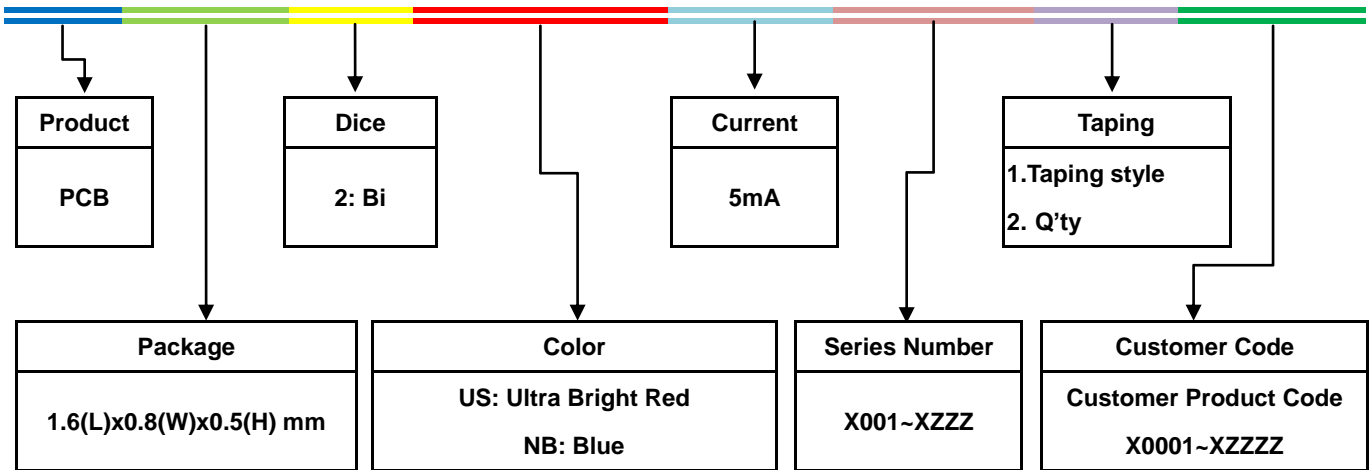 Product
PCB
Dice
2: Bi
Current
5mA
Taping
1.Taping style
2. Q’ty
Package
1.6(L)x0.8(W)x0.5(H) mm
Color
US: Ultra Bright Red
NB: Blue
Series Number
X001~XZZZ
Customer Code
Customer Product Code
X0001~XZZZZ